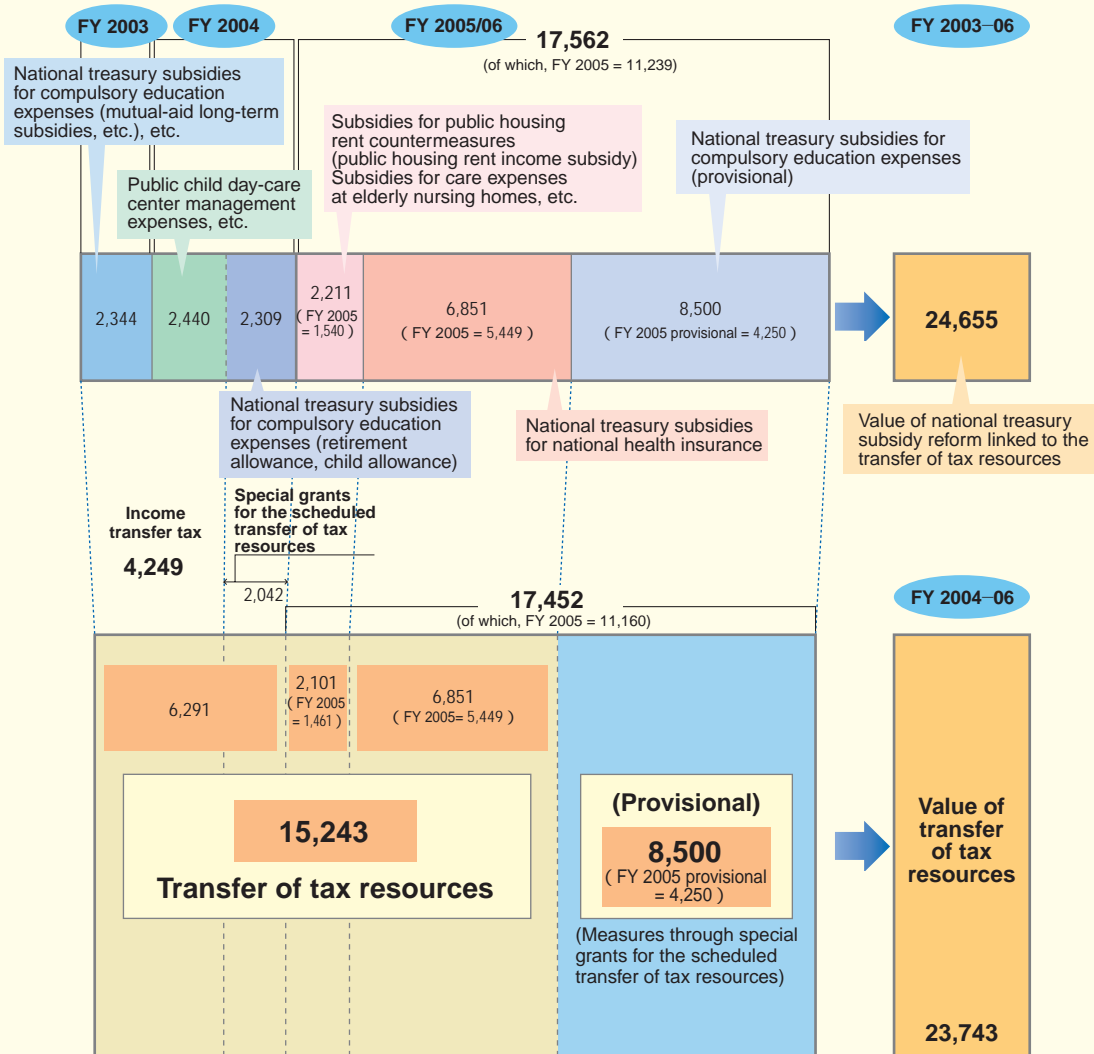 FY 2003
FY 2004
FY 2005/06
FY 2003–06
17,562
(of which, FY 2005 = 11,239)
National treasury subsidies
for compulsory education
expenses (mutual-aid long-term
subsidies, etc.), etc.
Public child day-care
center management
expenses, etc.
Subsidies for public housing
rent countermeasures
(public housing rent income subsidy)
Subsidies for care expenses
at elderly nursing homes, etc.
National treasury subsidies for
compulsory education expenses
(provisional)
2,344
2,440
2,309
2,211
( FY 2005
= 1,540 )
6,851
( FY 2005 = 5,449 )
8,500
( FY 2005 provisional = 4,250 )
24,655
National treasury subsidies
for compulsory education
expenses (retirement
allowance, child allowance)
National treasury subsidies
for national health insurance
Value of national treasury
subsidy reform linked to the
transfer of tax resources
Income
transfer tax
4,249
Special grants
for the scheduled
transfer of tax
resources
2,042
17,452
(of which, FY 2005 = 11,160)
FY 2004–06
6,291
2,101
( FY 2005
= 1,461 )
6,851
( FY 2005= 5,449 )
15,243
Transfer of tax resources
(Provisional)
8,500
( FY 2005 provisional
= 4,250 )
(Measures through special
grants for the scheduled
transfer of tax resources)
Value of
transfer
of tax
resources
23,743